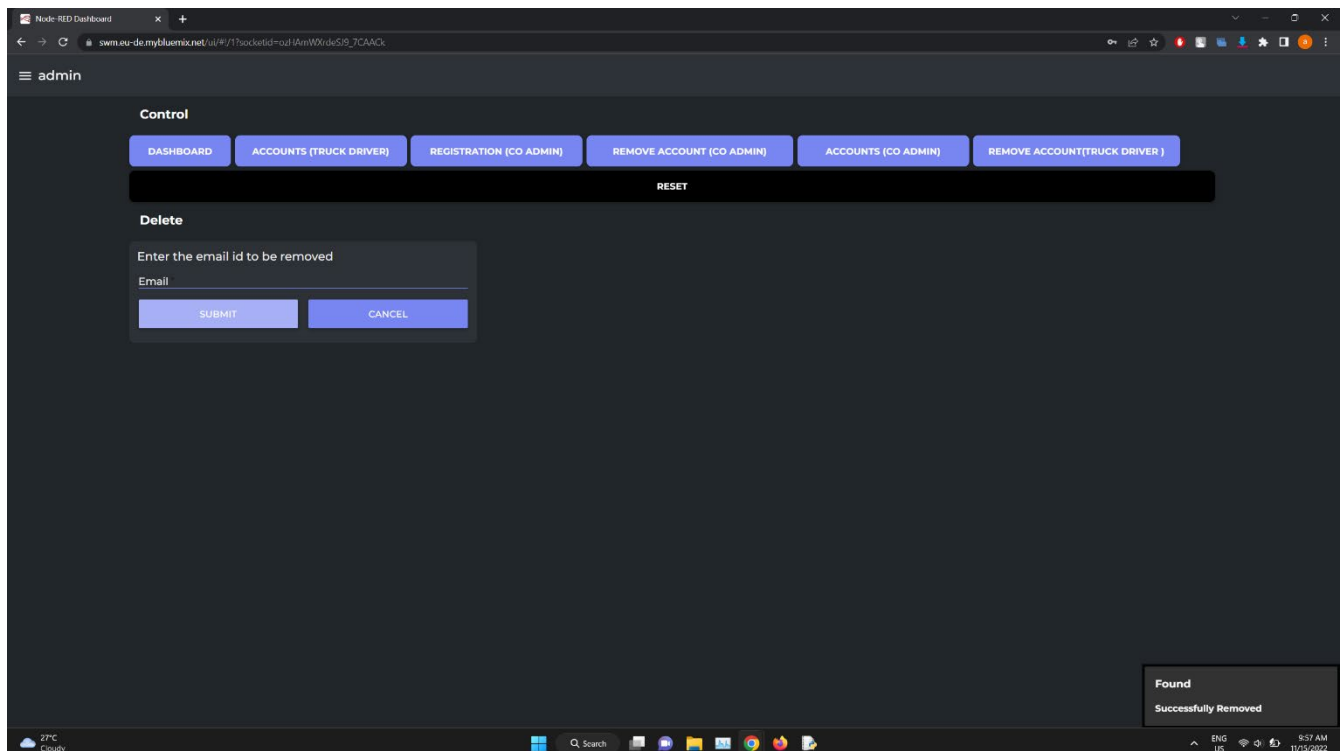 Node-RED Dashboard
swm.eu-de.mybluemix.net/ui/#!/1?socketid=
admin
Control
DASHBOARD ACCOUNTS (TRUCK DRIVER) REGISTRATION (CO ADMIN) REMOVE ACCOUNT (CO ADMIN) ACCOUNTS (CO ADMIN) REMOVE ACCOUNT(TRUCK DRIVER )
RESET
Delete
Enter the email id to be removed
Email
SUBMIT CANCEL
Found
Successfully Removed
27°C
Cloudy
Search
ENG
US
9:57 AM
11/15/2022